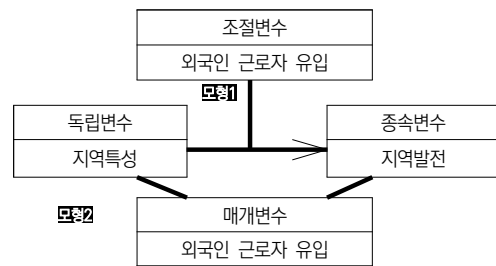 조절변수
외국인 근로자 유입
모형1
독립변수
종속변수
지역특성
지역발전
모형2
매개변수
외국인 근로자 유입